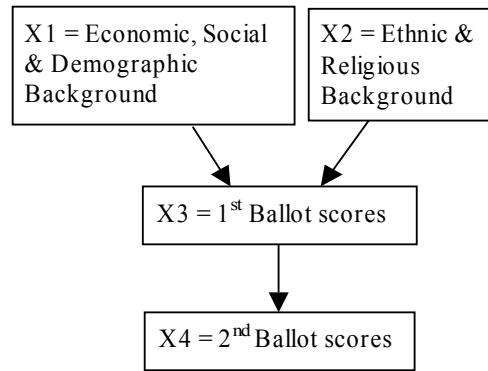 X1 = Economic, Social
& Demographic
Background
X2 = Ethnic &
Religious
Background
X3 = 1st Ballot scores
X4 = 2nd Ballot scores